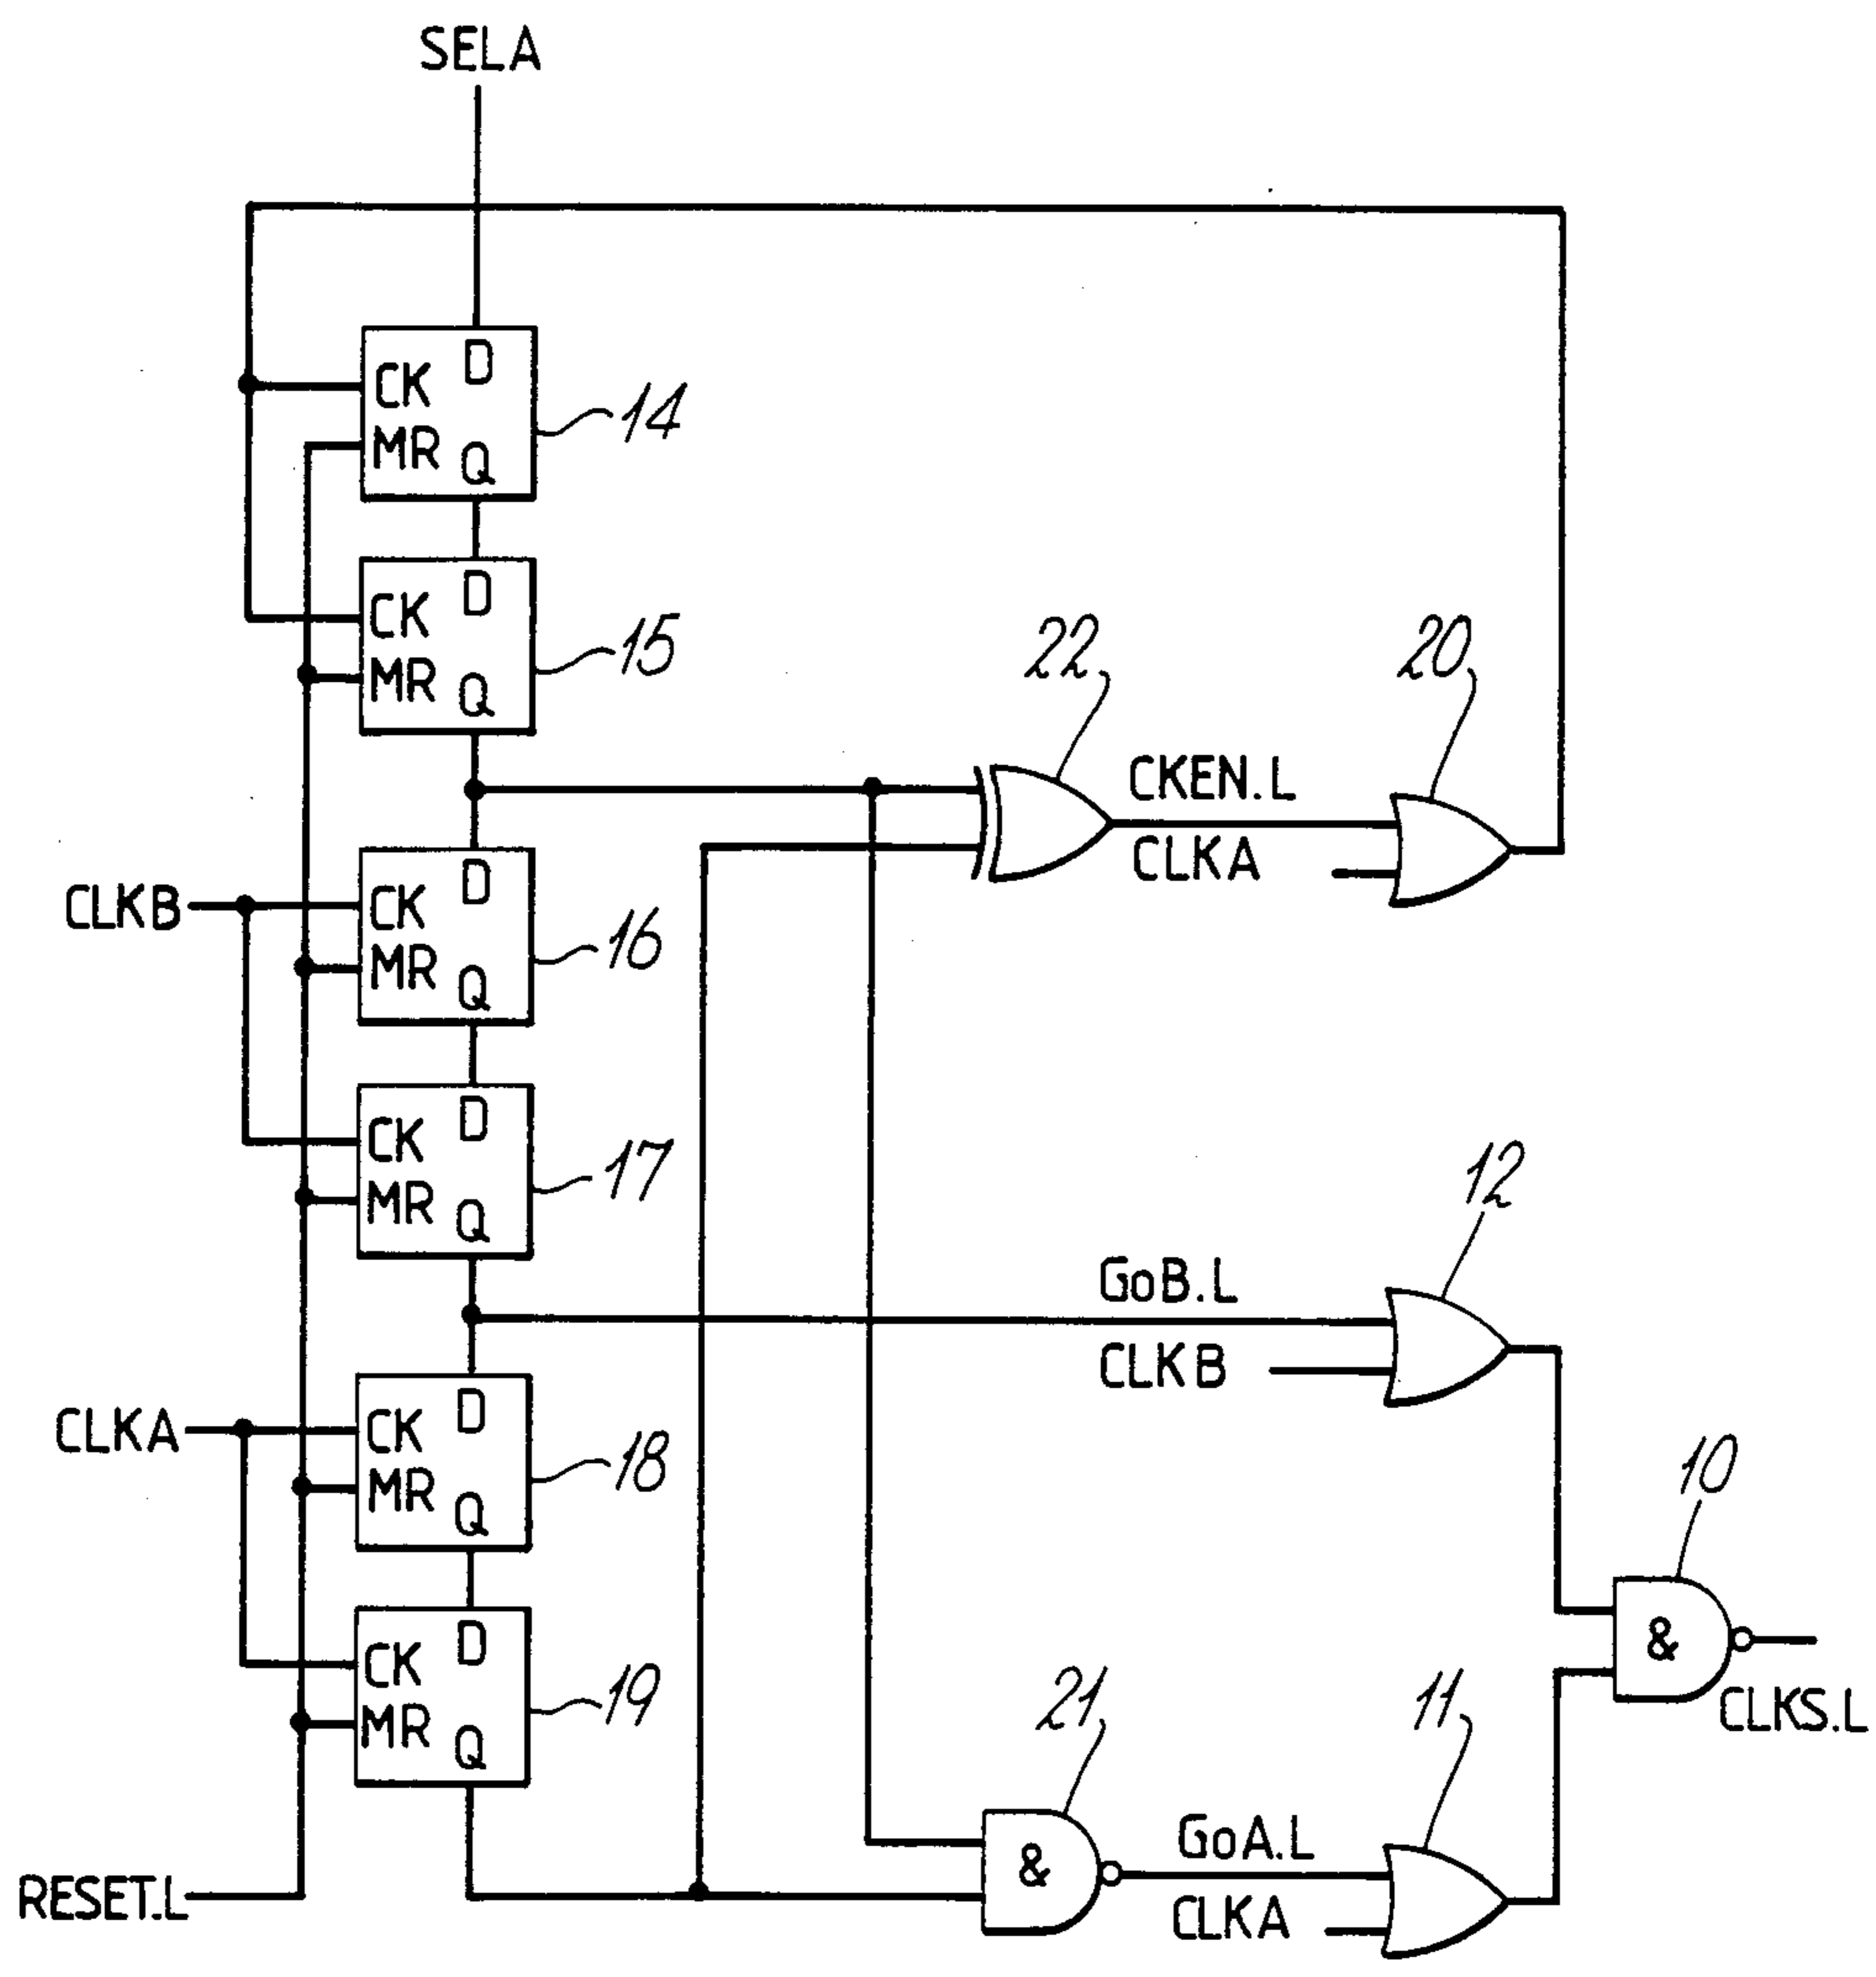 SELA
D
CK
MR
Q
14
D
CK
MR
Q
15
22
20
CKEN.L
CLKA
D
CLKB
CK
MR
Q
16
D
CK
MR
Q
17
12
GoB.L
CLKB
D
CLKA
CK
MR
Q
18
10
&
D
CK
MR
Q
19
21
11
CLKS.L
&
GoA.L
CLKA
RESET.L